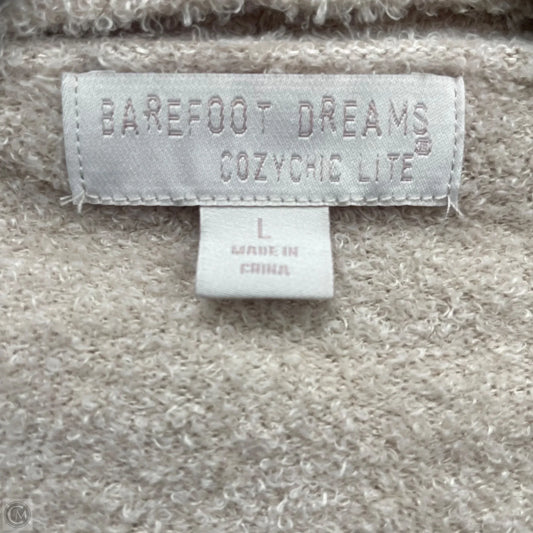 BAREFOOT DREAMS
COZYCHIC LITE®
L
MADE IN
CHINA